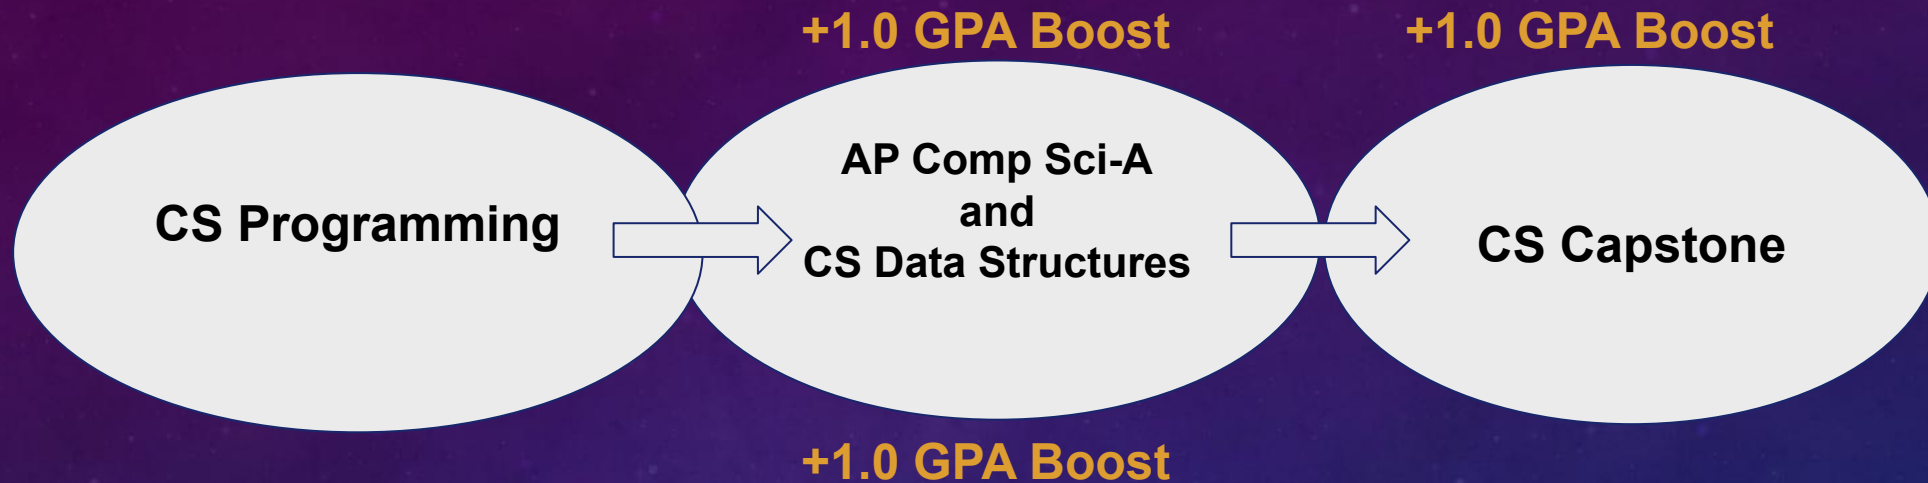 +1.0 GPA Boost
+1.0 GPA Boost
CS Programming
AP Comp Sci-A
and
CS Data Structures
CS Capstone
+1.0 GPA Boost